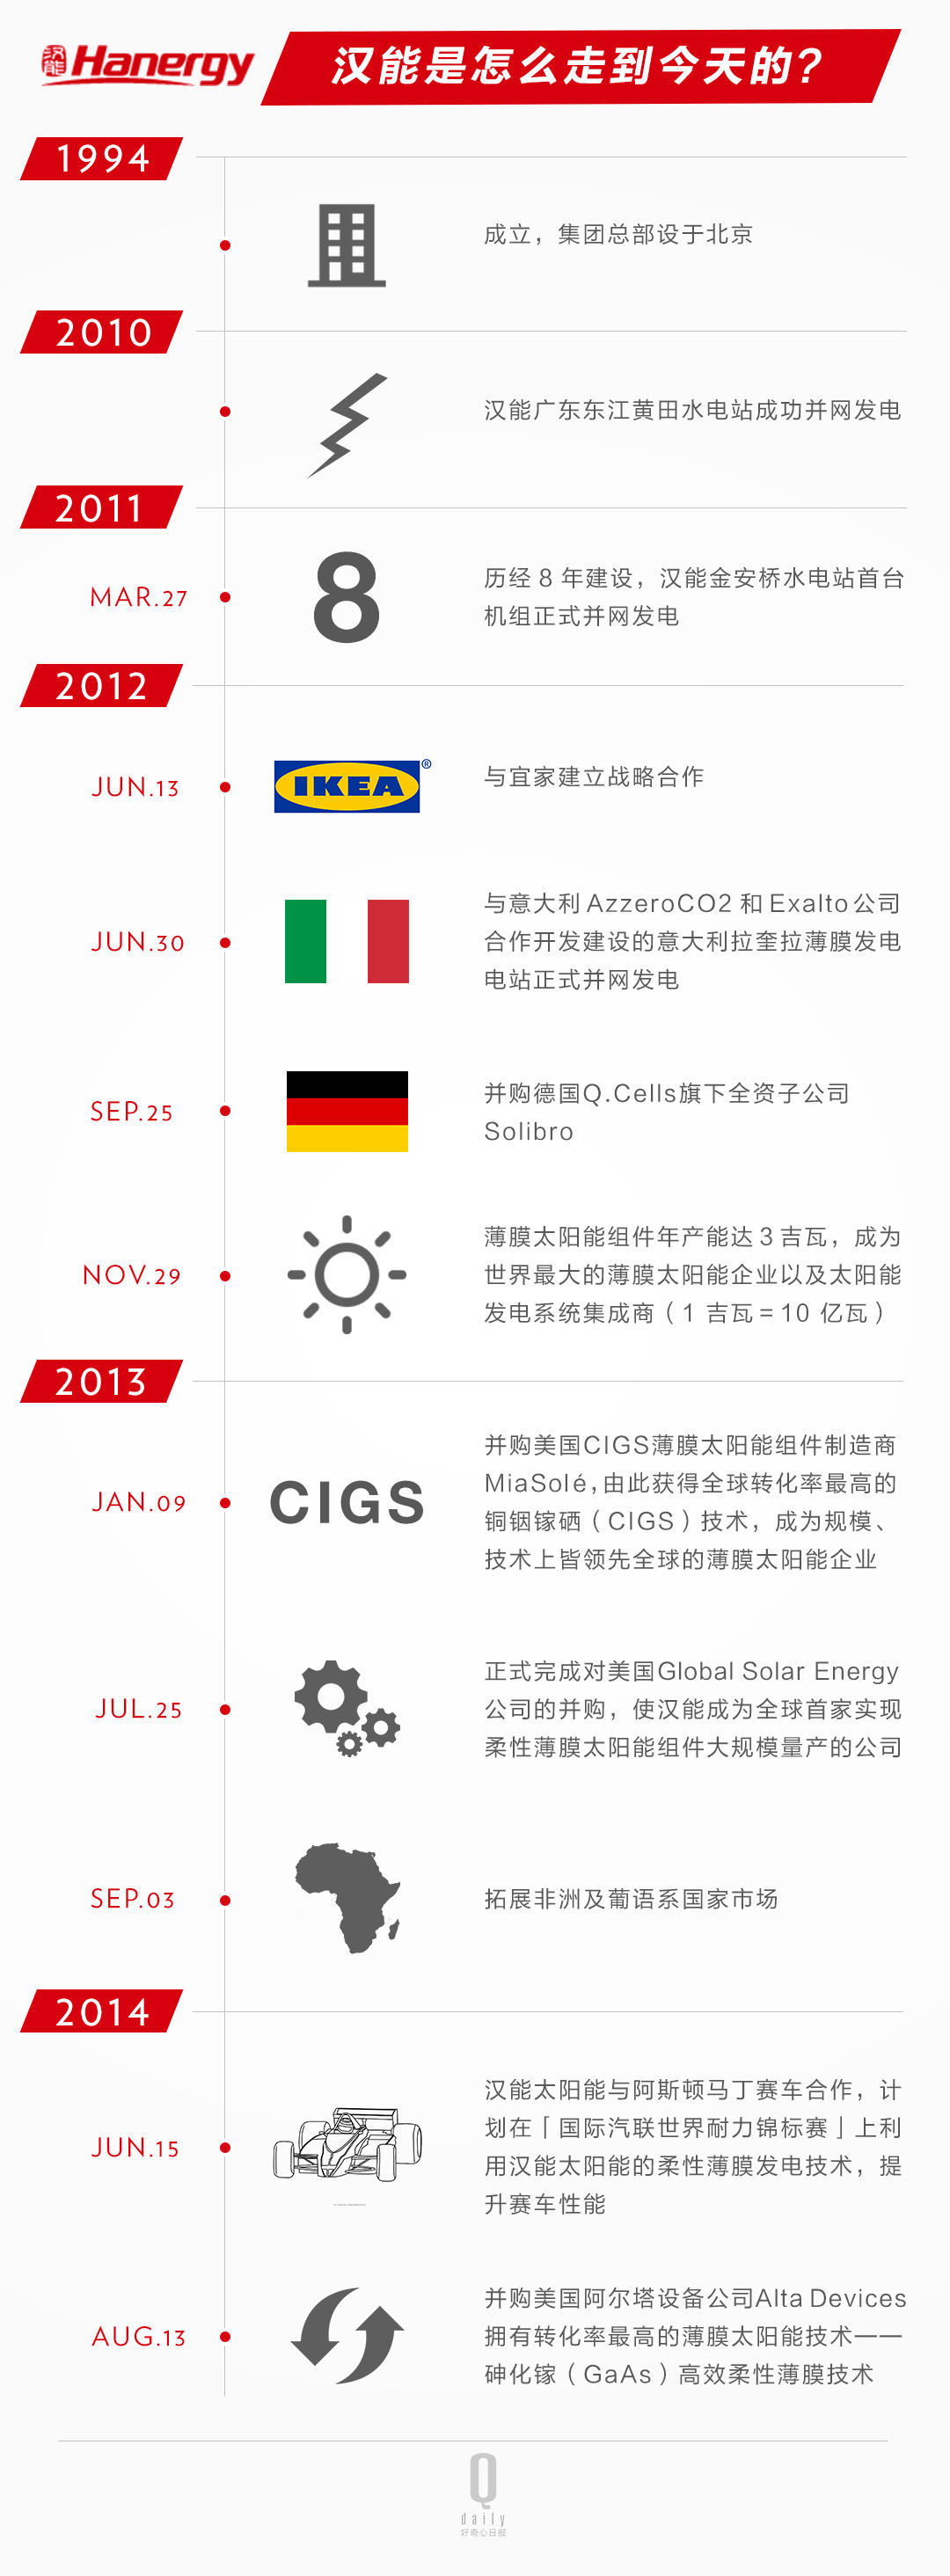 汉能 Hanergy
汉能是怎么走到今天的?
1994
成立，集团总部设于北京
2010
汉能广东东江黄田水电站成功并网发电
2011
MAR.27
8
历经 8 年建设，汉能金安桥水电站首台
机组正式并网发电
2012
JUN.13
IKEA®
与宜家建立战略合作
JUN.30
与意大利 AzzeroCO2 和 Exalto公司
合作开发建设的意大利拉奎拉薄膜发电
电站正式并网发电
SEP.25
并购德国Q.Cells旗下全资子公司
Solibro
NOV.29
薄膜太阳能组件年产能达 3 吉瓦，成为
世界最大的薄膜太阳能企业以及太阳能
发电系统集成商（1 吉瓦＝10 亿瓦）
2013
JAN.09
CIGS
并购美国CIGS薄膜太阳能组件制造商
MiaSolé,由此获得全球转化率最高的
铜铟镓硒（CIGS）技术，成为规模、
技术上皆领先全球的薄膜太阳能企业
JUL.25
正式完成对美国Global Solar Energy
公司的并购，使汉能成为全球首家实现
柔性薄膜太阳能组件大规模量产的公司
SEP.03
拓展非洲及葡语系国家市场
2014
JUN.15
汉能太阳能与阿斯顿马丁赛车合作，计
划在「国际汽联世界耐力锦标赛」上利
用汉能太阳能的柔性薄膜发电技术，提
升赛车性能
AUG.13
并购美国阿尔塔设备公司Alta Devices
拥有转化率最高的薄膜太阳能技术——
砷化镓（GaAs）高效柔性薄膜技术
Q
daily
好奇心日报